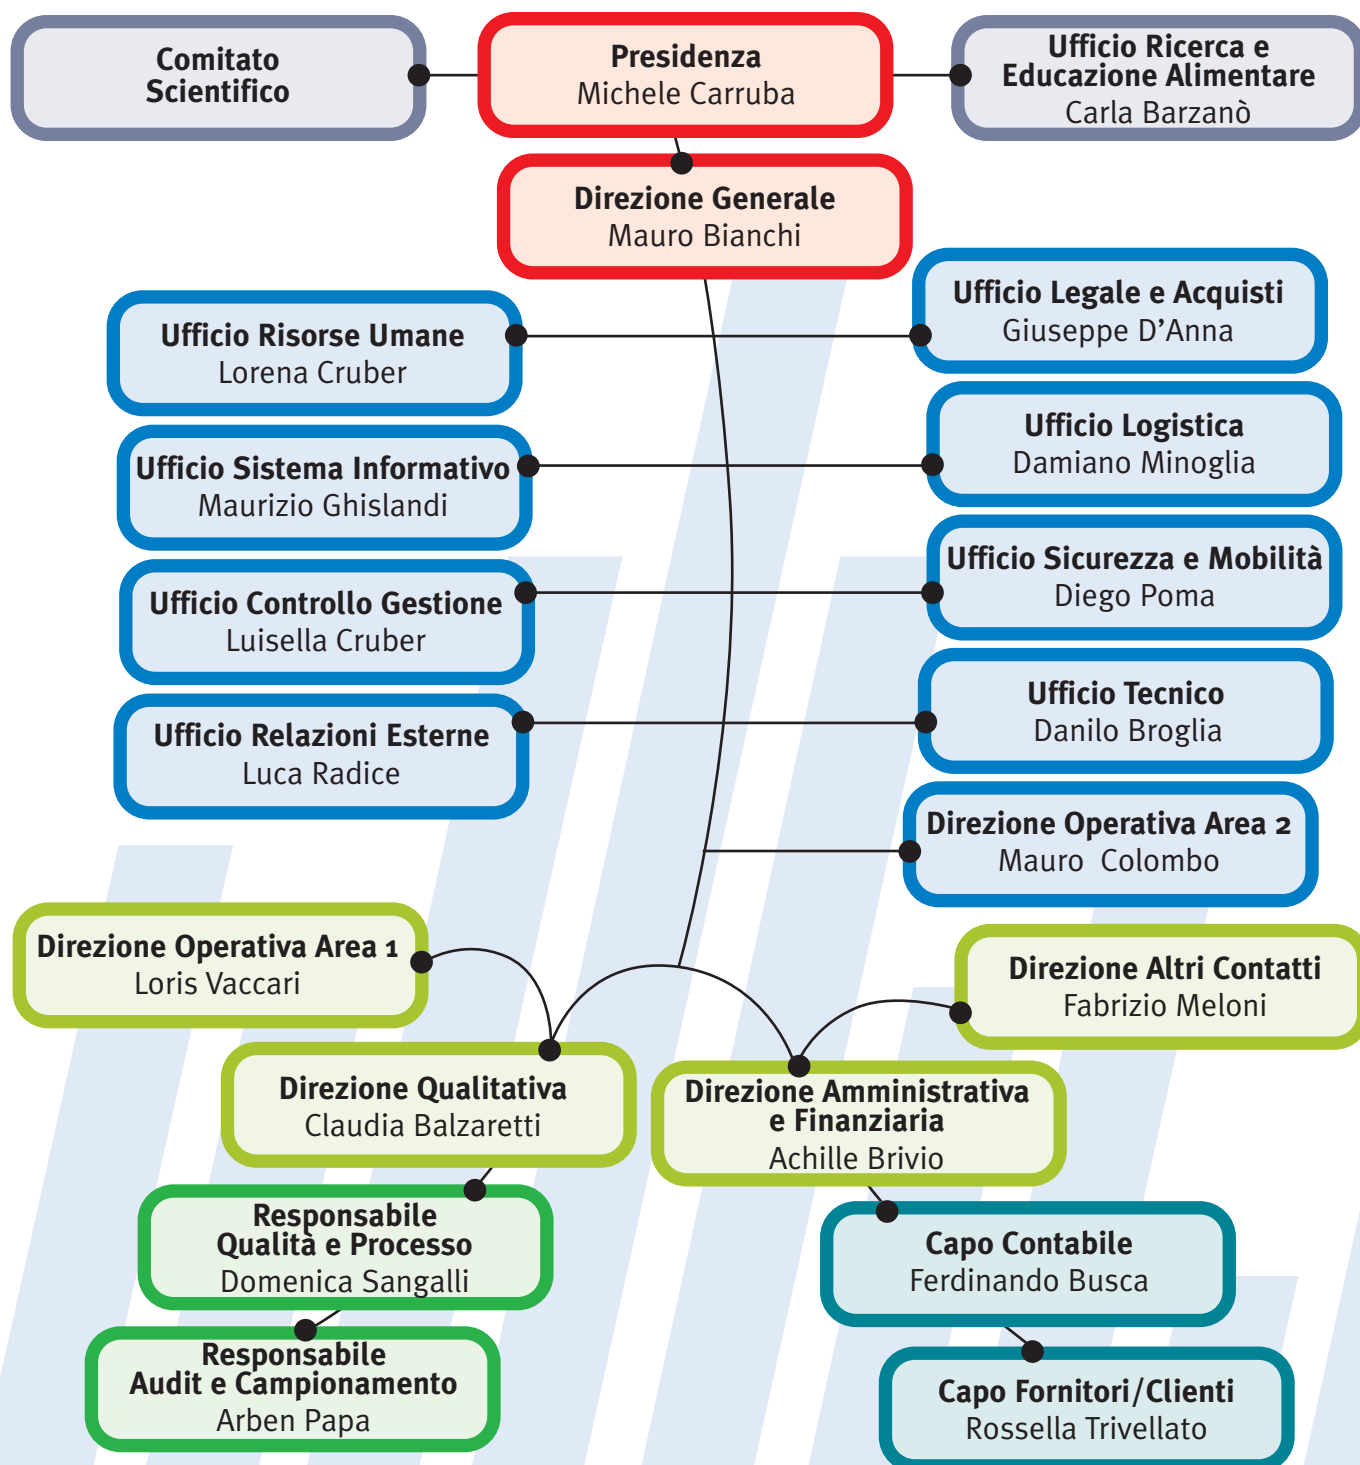 Comitato
Scientifico
Presidenza
Michele Carruba
Ufficio Ricerca e
Educazione Alimentare
Carla Barzanò
Direzione Generale
Mauro Bianchi
Ufficio Risorse Umane
Lorena Cruber
Ufficio Legale e Acquisti
Giuseppe D’Anna
Ufficio Sistema Informativo
Maurizio Ghislandi
Ufficio Logistica
Damiano Minoglia
Ufficio Controllo Gestione
Luisella Cruber
Ufficio Sicurezza e Mobilità
Diego Poma
Ufficio Relazioni Esterne
Luca Radice
Ufficio Tecnico
Danilo Broglia
Direzione Operativa Area 2
Mauro Colombo
Direzione Operativa Area 1
Loris Vaccari
Direzione Altri Contatti
Fabrizio Meloni
Direzione Qualitativa
Claudia Balzaretti
Direzione Amministrativa
e Finanziaria
Achille Brivio
Responsabile
Qualità e Processo
Domenica Sangalli
Capo Contabile
Ferdinando Busca
Responsabile
Audit e Campionamento
Arben Papa
Capo Fornitori/Clienti
Rossella Trivellato